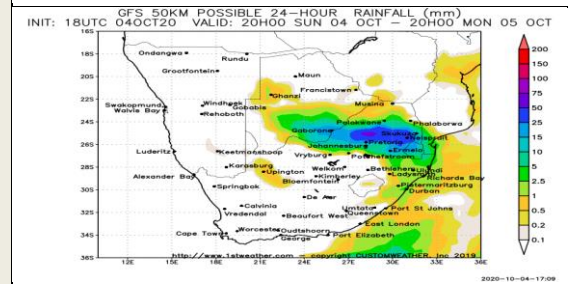 GFS 50KM POSSIBLE 24-HOUR RAINFALL (mm)
INIT: 18UTC 04OCT20 VALID: 20H00 SUN 04 OCT - 20H00 MON 05 OCT
16S
18S
20S
22S
24S
26S
28S
30S
32S
34S
36S
12E 15E 18E 21E 24E 27E 30E 33E 36E
Ondangwa
Rundu
Grootfontein
Maun
Ghanzi
Francistown
Windhoek
Gobabis
Swakopmund
Walvis Bay
Rehoboth
Musina
Polokwane
Phalaborwa
Gaborone
Skukuza
Nelspruit
Pretoria
Johannesburg
Ermelo
Luderitz
Keetmanshoop
Vryburg
Potchefstroom
Karasburg
Welkom
Bethlehem
Ulundi
Alexander Bay
Upington
Kimberley
Ladysmith
Richards Bay
Bloemfontein
Springbok
Pietermaritzburg
Durban
De Aar
Calvinia
Umtata
Port St Johns
Vredendal
Beaufort West
Queenstown
East London
Cape Town
Worcester
Oudtshoorn
George
Port Elizabeth
http://www.1stweather.com - copyright CUSTOMWEATHER, Inc 2019
200
150
100
75
50
25
15
10
5
2.5
1
0.5
0.2
0.1
2020-10-04-17:09